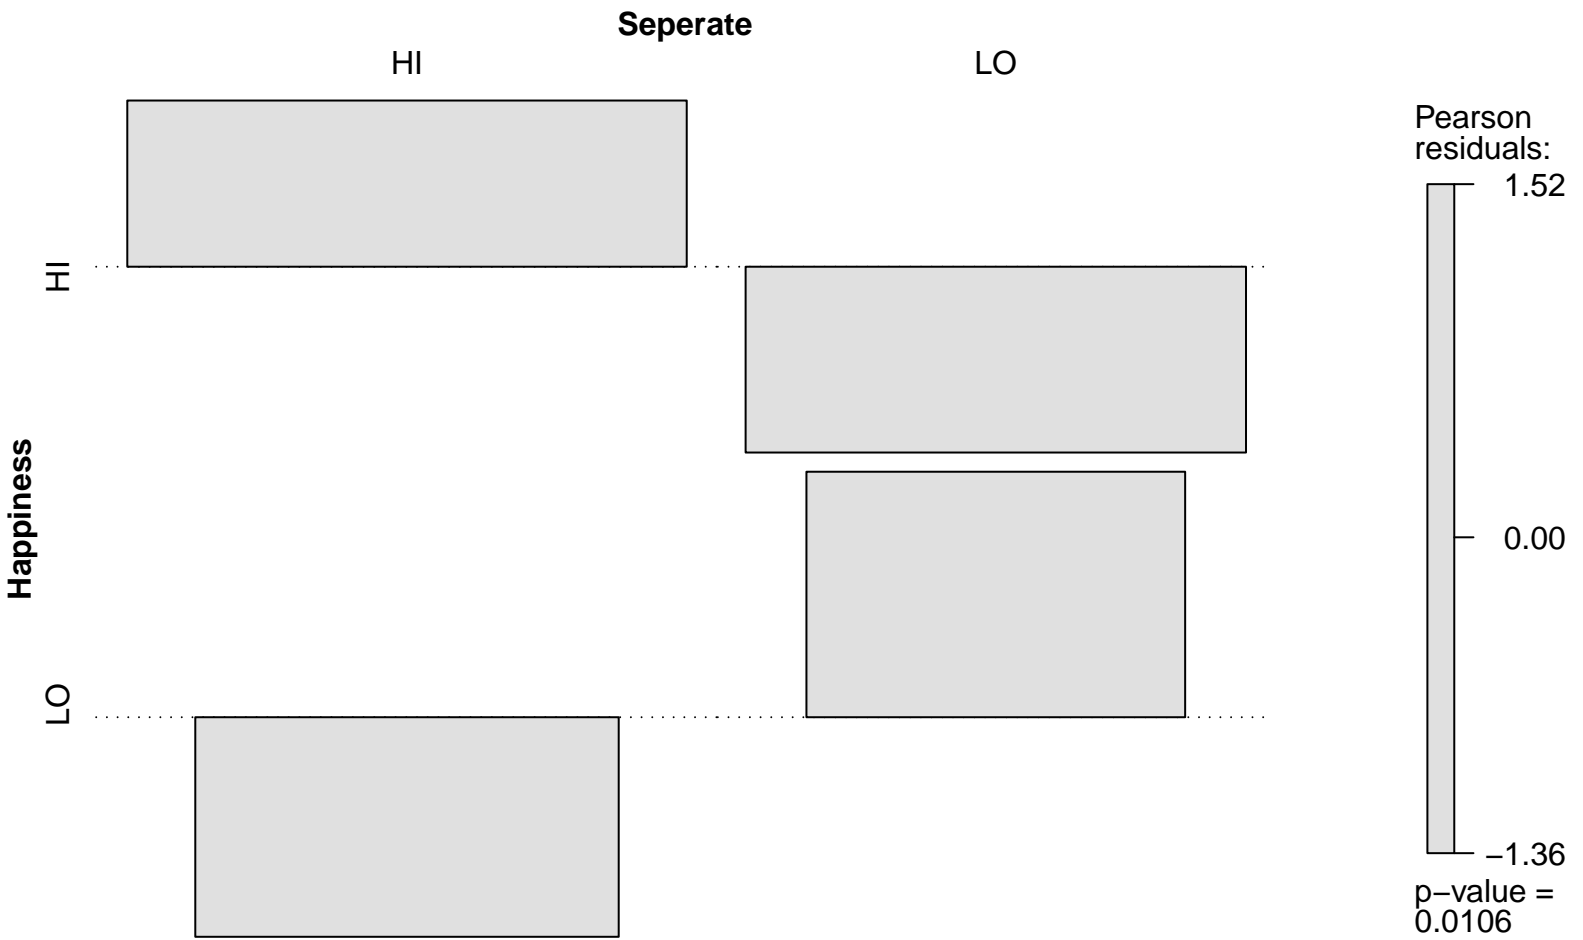 Seperate
HI
LO
Happiness
HI
LO
Pearson
residuals:
1.52
0.00
−1.36
p−value =
0.0106